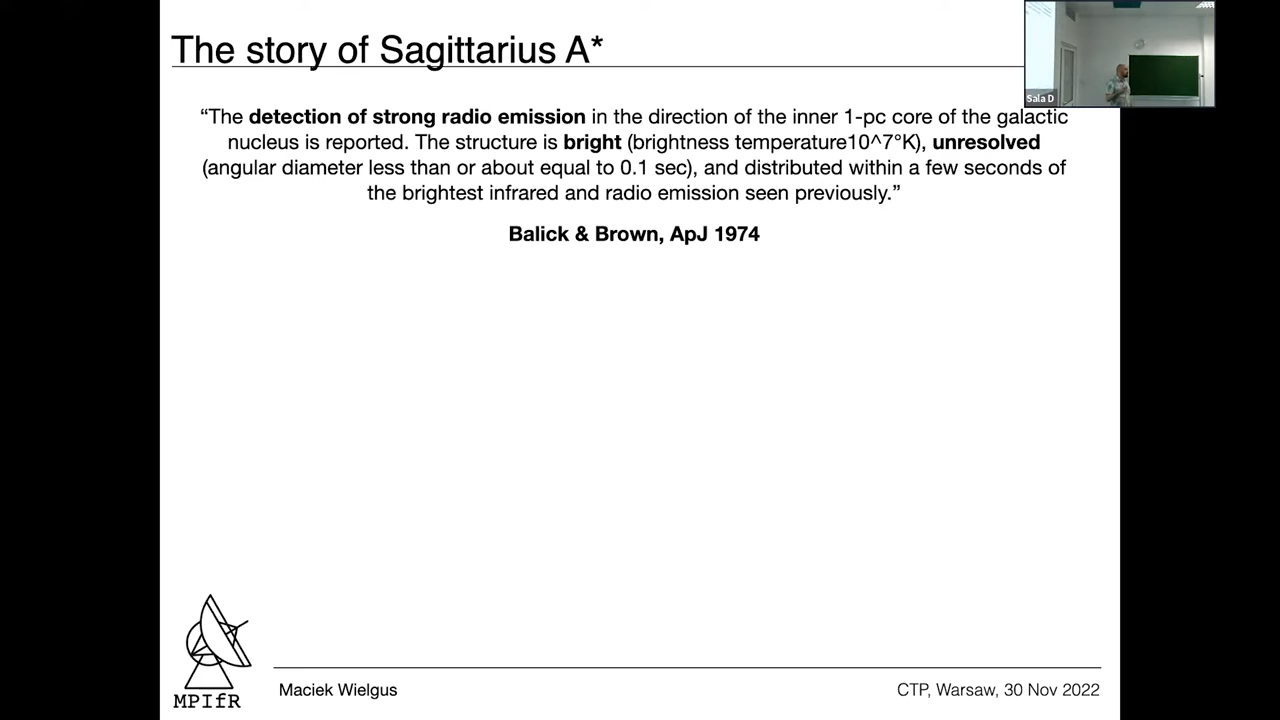 The story of Sagittarius A*
Sala D
“The detection of strong radio emission in the direction of the inner 1-pc core of the galactic
nucleus is reported. The structure is bright (brightness temperature10^7°K), unresolved
(angular diameter less than or about equal to 0.1 sec), and distributed within a few seconds of
the brightest infrared and radio emission seen previously.”
Balick & Brown, ApJ 1974
MPIfR
Maciek Wielgus
CTP, Warsaw, 30 Nov 2022